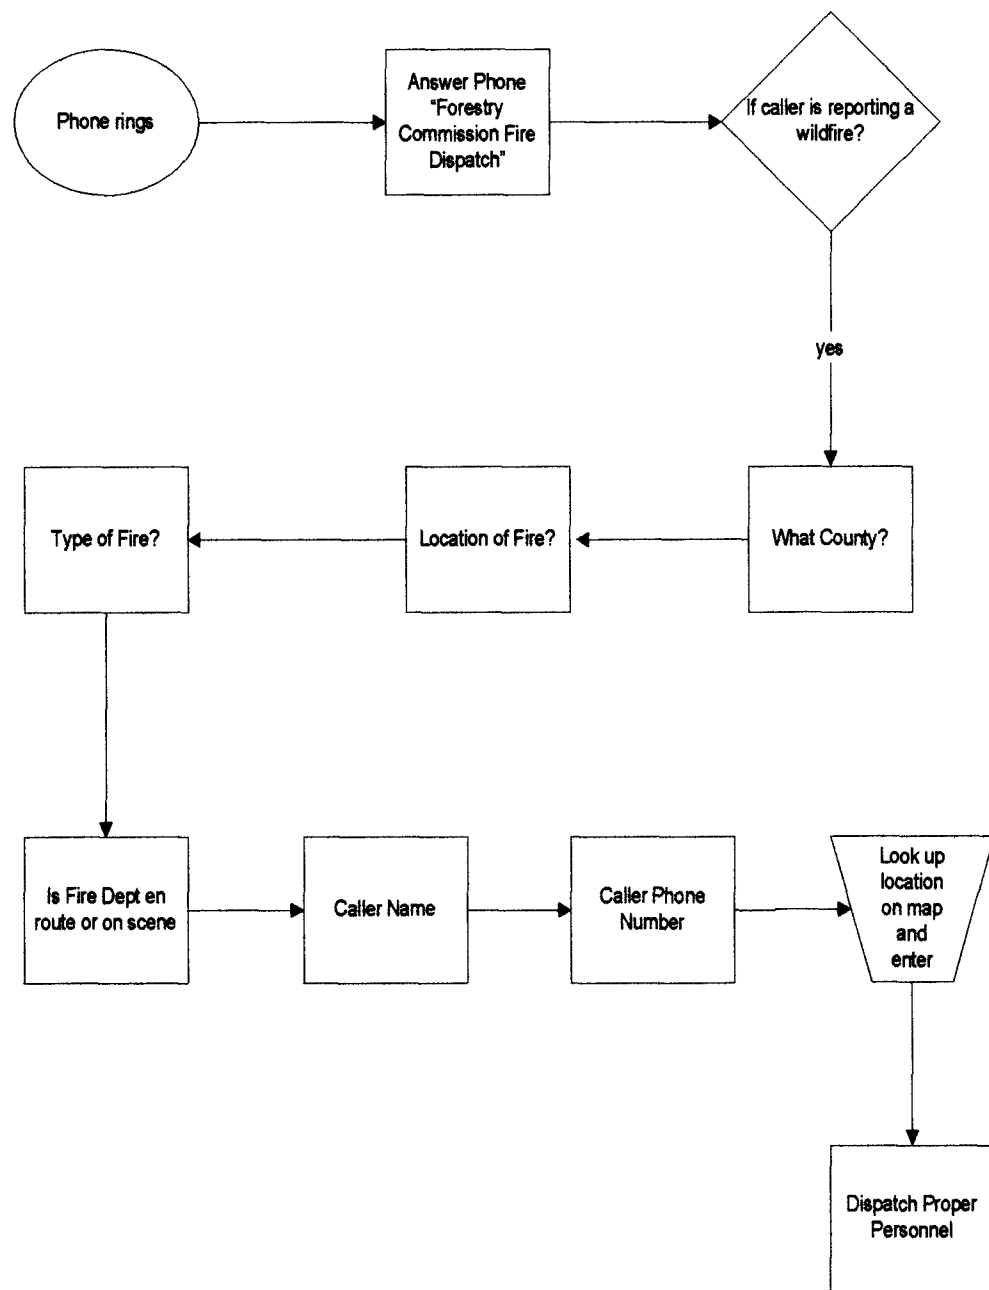 Phone rings
Answer Phone
"Forestry
Commission Fire
Dispatch"
If caller is reporting a
wildfire?
yes
What County?
Location of Fire?
Type of Fire?
Is Fire Dept en
route or on scene
Caller Name
Caller Phone
Number
Look up
location
on map
and
enter
Dispatch Proper
Personnel